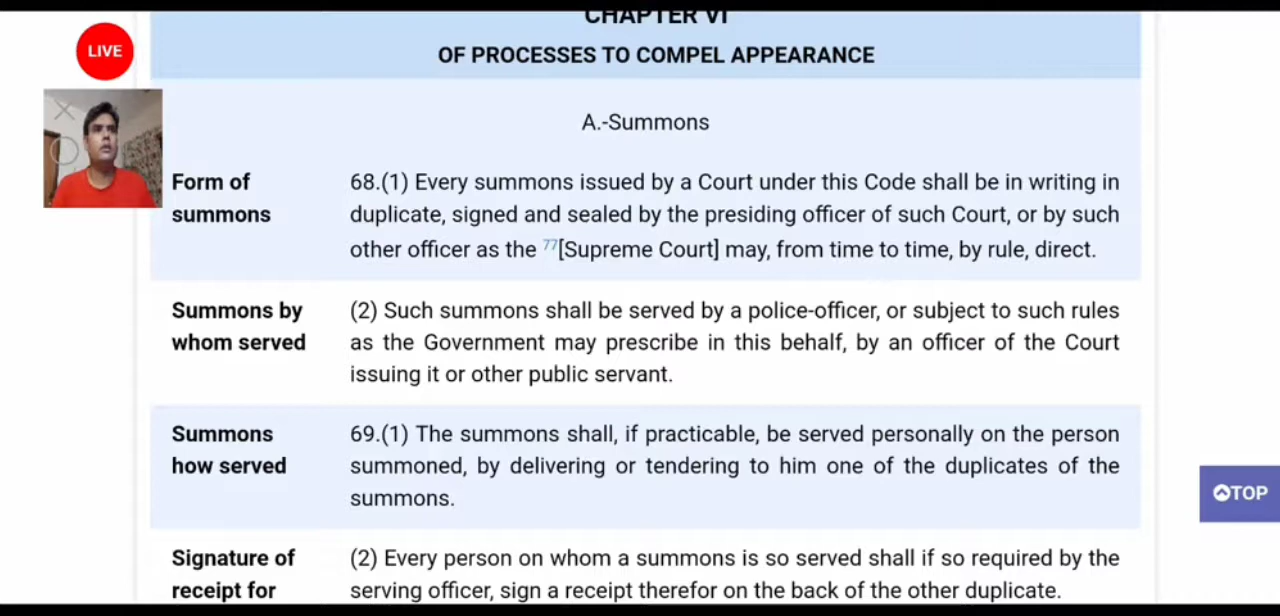 CHAPTER VI
LIVE
OF PROCESSES TO COMPEL APPEARANCE
A.-Summons
Form of summons
68.(1) Every summons issued by a Court under this Code shall be in writing in
duplicate, signed and sealed by the presiding officer of such Court, or by such
other officer as the 77[Supreme Court] may, from time to time, by rule, direct.
Summons by whom served
(2) Such summons shall be served by a police-officer, or subject to such rules
as the Government may prescribe in this behalf, by an officer of the Court
issuing it or other public servant.
Summons how served
69.(1) The summons shall, if practicable, be served personally on the person
summoned, by delivering or tendering to him one of the duplicates of the
summons.
TOP
Signature of receipt for
(2) Every person on whom a summons is so served shall if so required by the
serving officer, sign a receipt therefor on the back of the other duplicate.